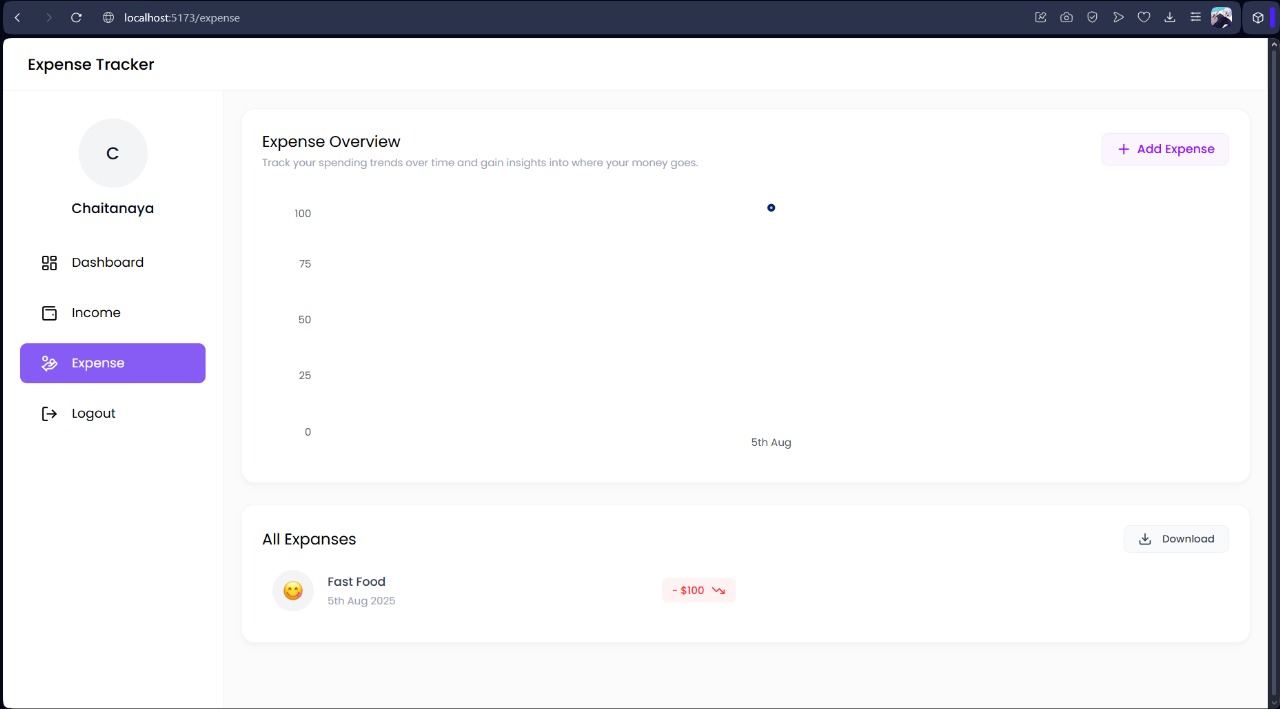 localhost:5173/expense
Expense Tracker
C
Chaitanaya
Dashboard
Income
Expense
Logout
Expense Overview
Track your spending trends over time and gain insights into where your money goes.
+ Add Expense
100
75
50
25
0
5th Aug
All Expanses
Download
Fast Food
5th Aug 2025
- $100